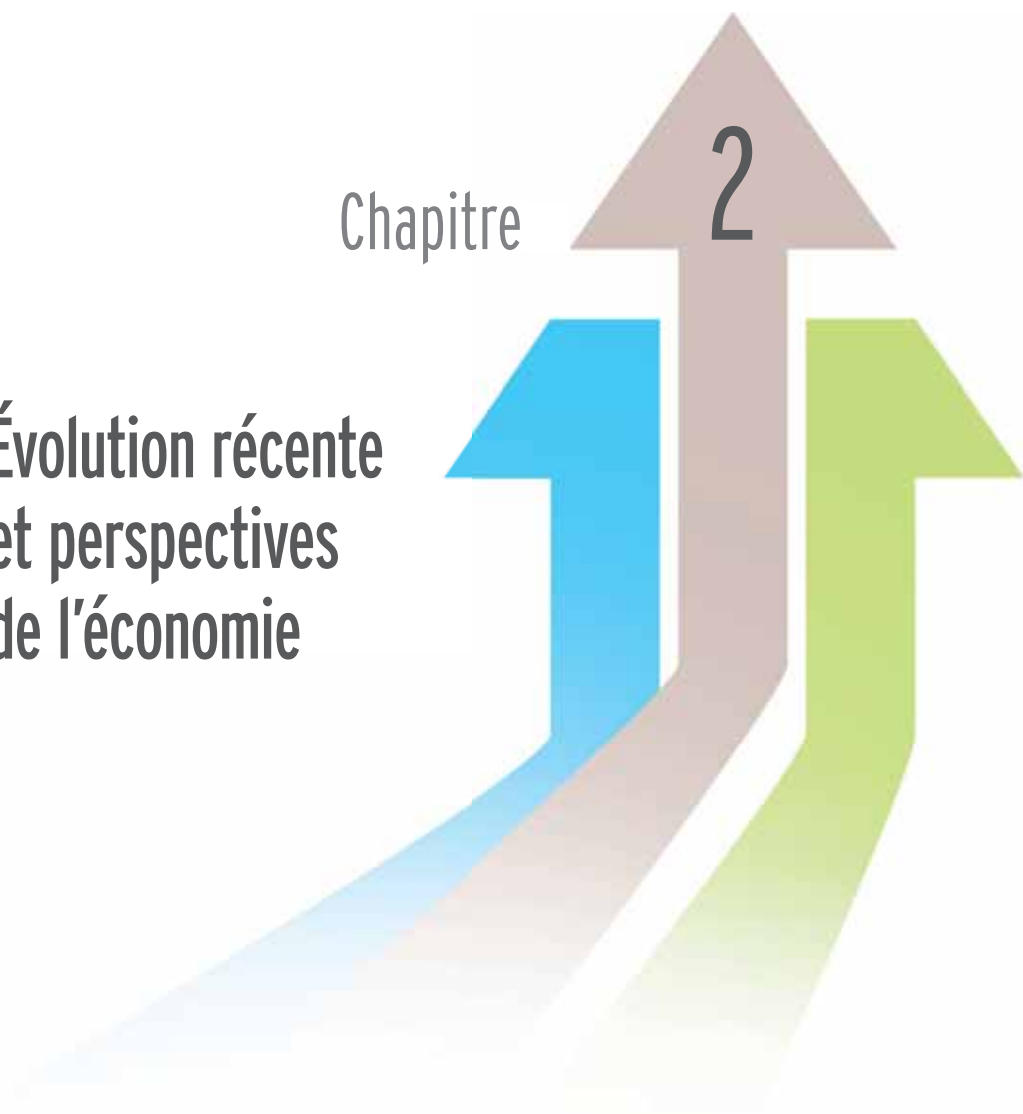 Chapitre 2
Évolution récente
et perspectives
de l’économie